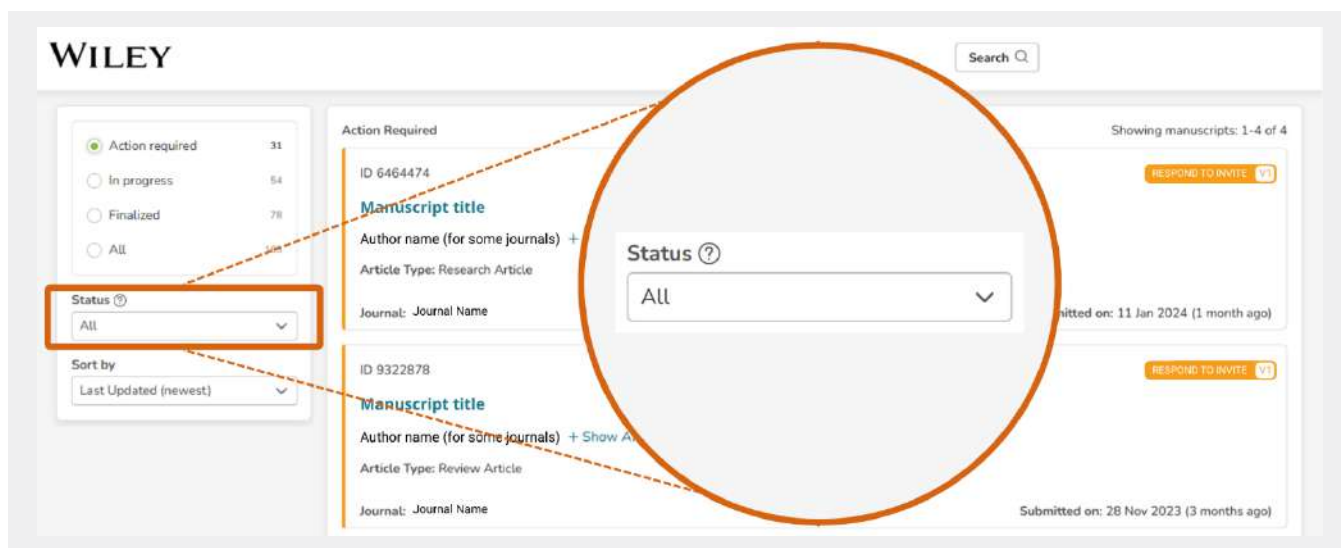 WILEY
Search
Action required 31
In progress 54
Finalized 78
All
Status
All
Sort by
Last Updated (newest)
Action Required
Showing manuscripts: 1-4 of 4
ID 6464474
RESPOND TO INVITE V1
Manuscript title
Author name (for some journals) +
Article Type: Research Article
Journal: Journal Name
on: 11 Jan 2024 (1 month ago)
Status
All
ID 9322878
RESPOND TO INVITE V1
Manuscript title
Author name (for some journals) + Show
Article Type: Review Article
Journal: Journal Name
Submitted on: 28 Nov 2023 (3 months ago)